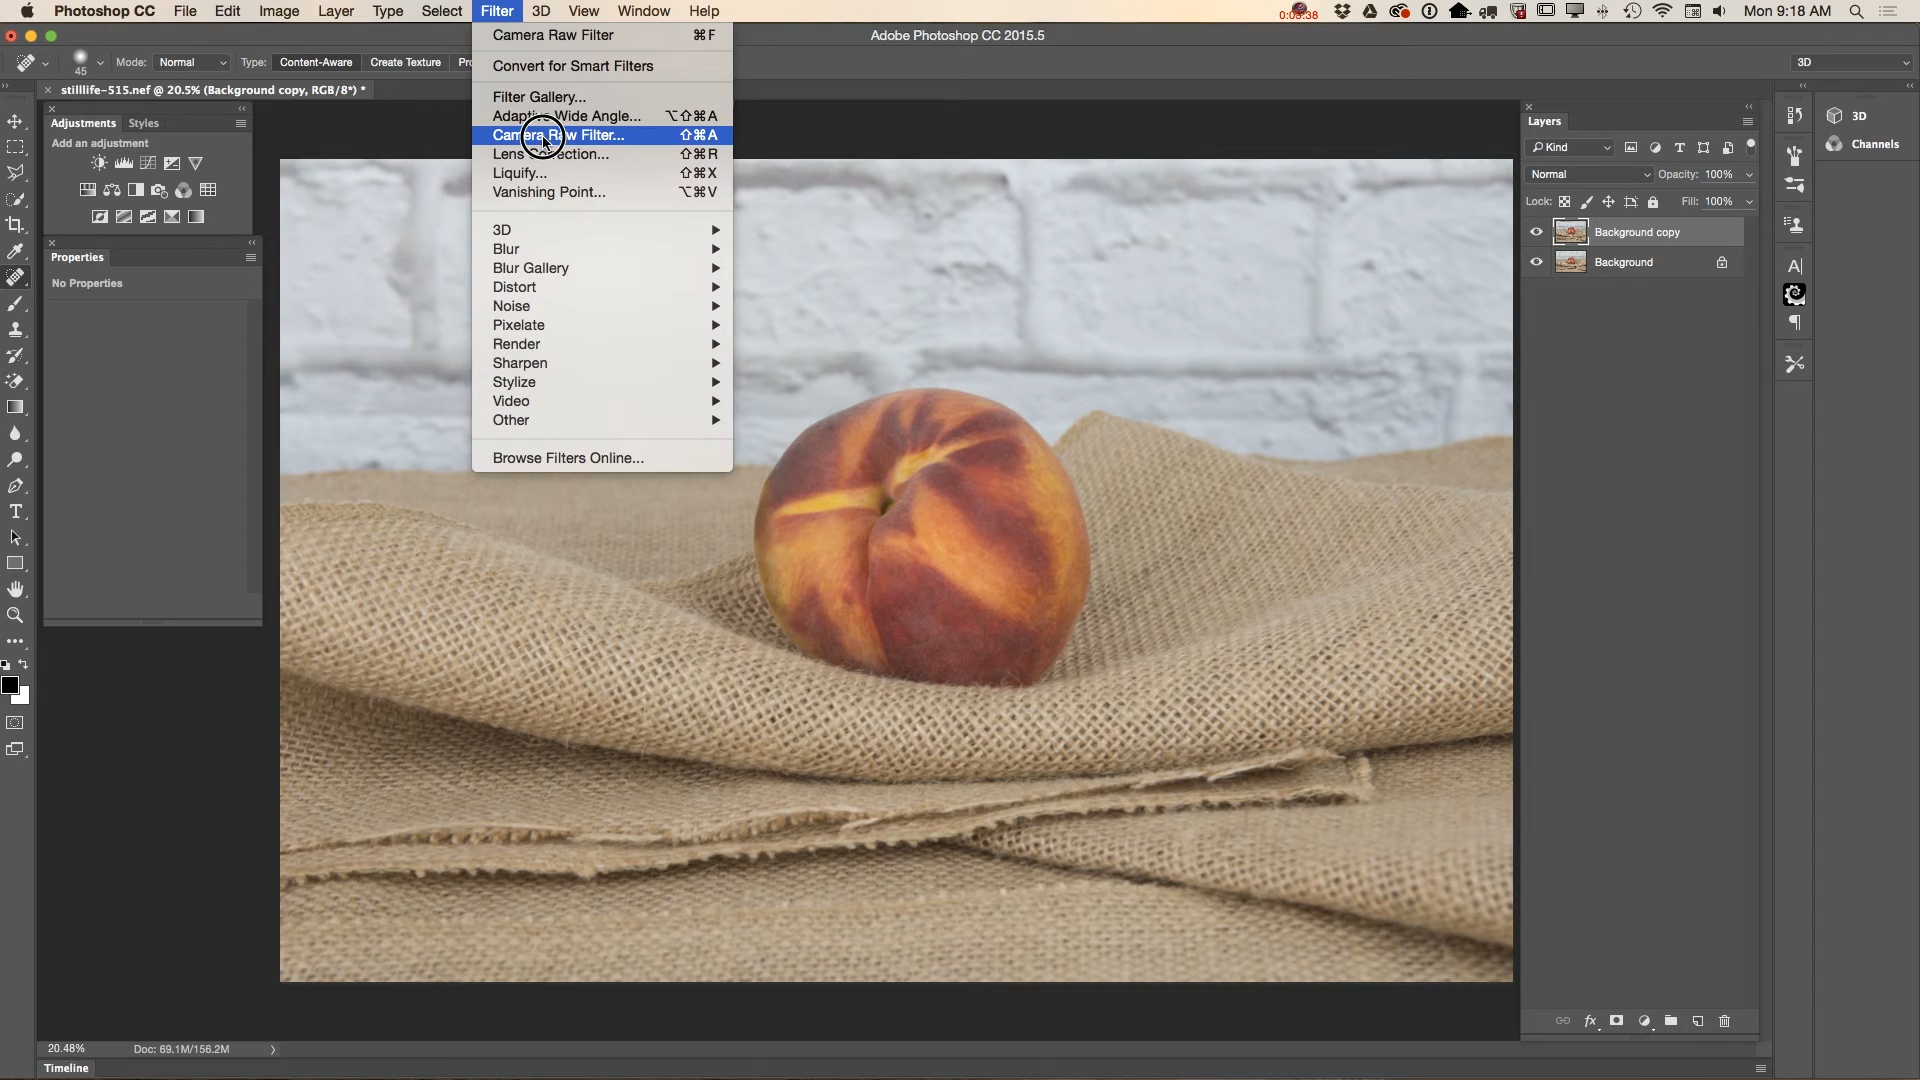 Photoshop CC File Edit Image Layer Type Select Filter 3D View Window Help 0:05:38 Mon 9:18 AM
Adobe Photoshop CC 2015.5
45 Mode: Normal Type: Content-Aware Create Texture 3D
stilllife-515.nef @ 20.5% (Background copy, RGB/8*) *
Camera Raw Filter ⌘F
Convert for Smart Filters
Filter Gallery...
Adaptive Wide Angle... ⌥⇧⌘A
Camera Raw Filter... ⇧⌘A
Lens Correction... ⇧⌘R
Liquify... ⇧⌘X
Vanishing Point... ⌥⌘V
3D
Blur
Blur Gallery
Distort
Noise
Pixelate
Render
Sharpen
Stylize
Video
Other
Browse Filters Online...
Adjustments Styles
Add an adjustment
Properties
No Properties
Layers
Kind
Normal Opacity: 100%
Lock: Fill: 100%
Background copy
Background
fx
3D
Channels
20.48% Doc: 69.1M/156.2M
Timeline